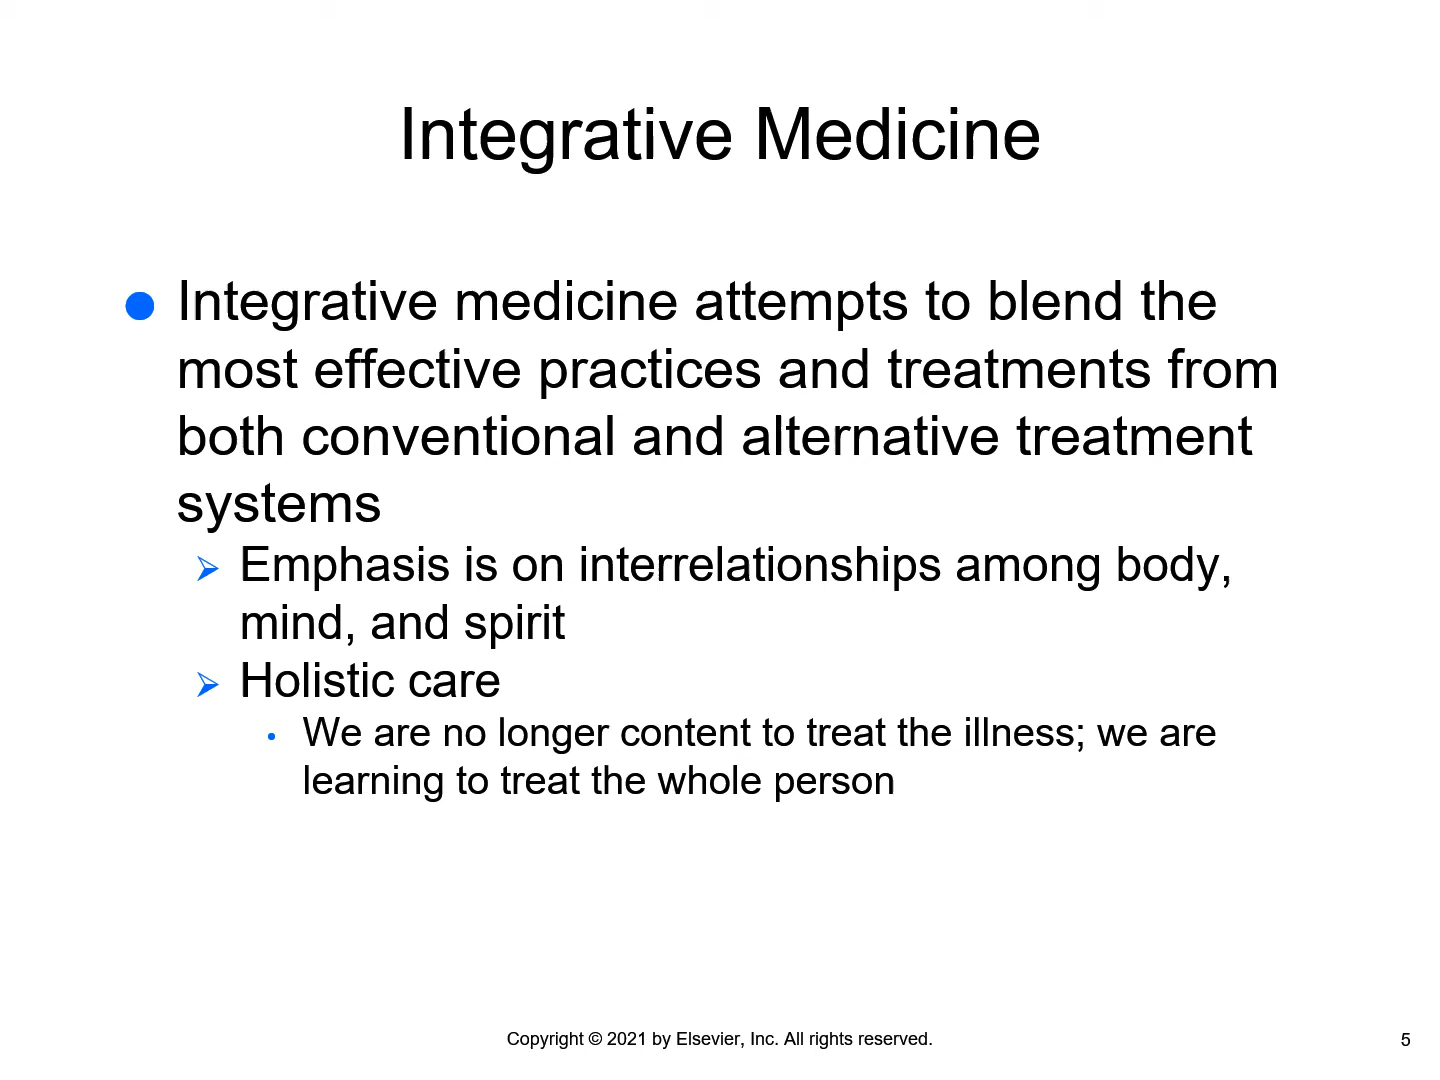 Integrative Medicine
Integrative medicine attempts to blend the
most effective practices and treatments from
both conventional and alternative treatment
systems
Emphasis is on interrelationships among body,
mind, and spirit
Holistic care
We are no longer content to treat the illness; we are
learning to treat the whole person
Copyright © 2021 by Elsevier, Inc. All rights reserved.
5